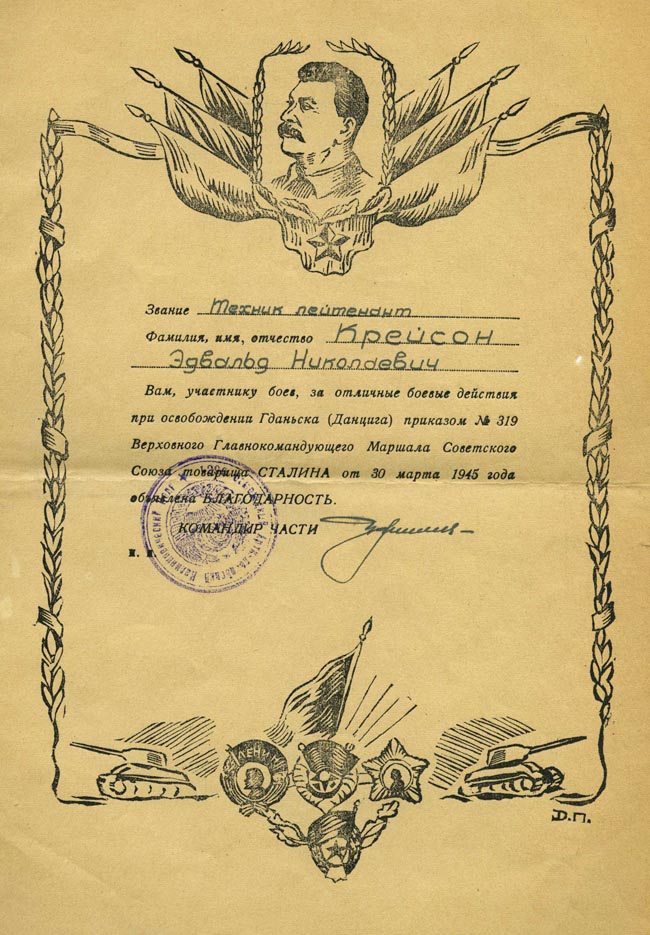 Звание Техник лейтенант
Фамилия, имя, отчество Крейсон
Эдвальд Николаевич
Вам, участнику боев, за отличные боевые действия
при освобождении Гданьска (Данцига) приказом № 319
Верховного Главнокомандующего Маршала Советского
Союза товарища СТАЛИНА от 30 марта 1945 года
объявлена БЛАГОДАРНОСТЬ.
КОМАНДИР ЧАСТИ
ЛЕНИН
Д.П.